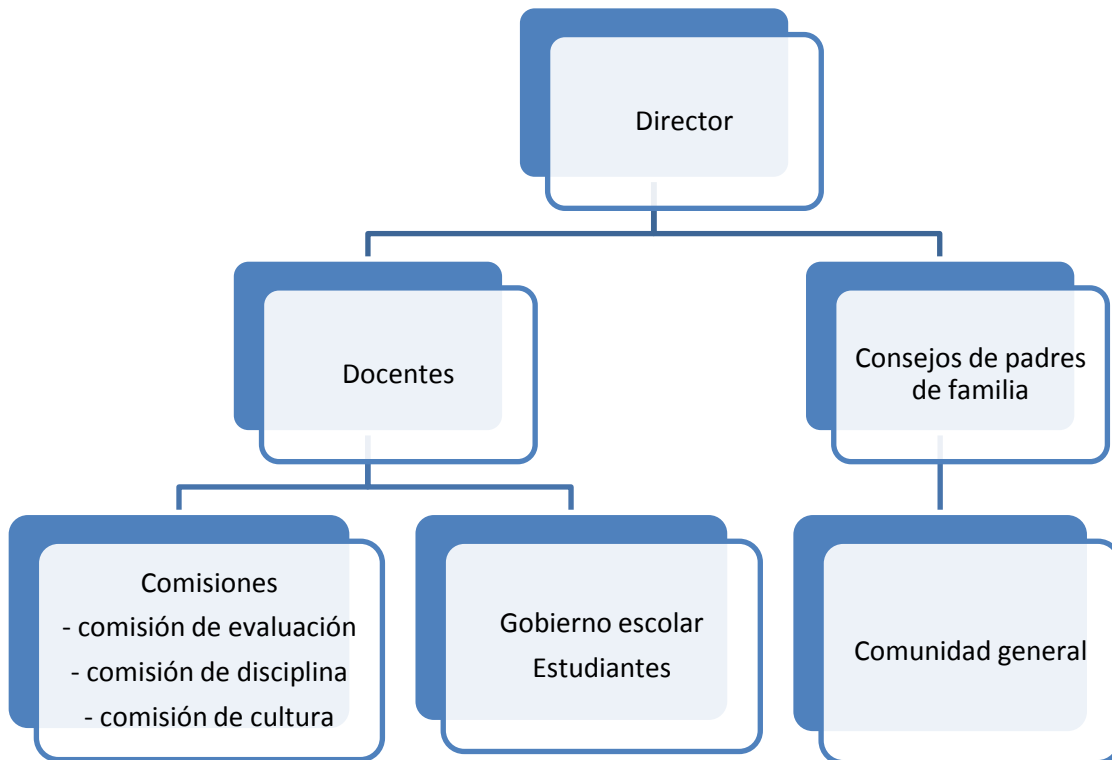 Director
Docentes
Consejos de padres
de familia
Comisiones
- comisión de evaluación
- comisión de disciplina
- comisión de cultura
Gobierno escolar
Estudiantes
Comunidad general